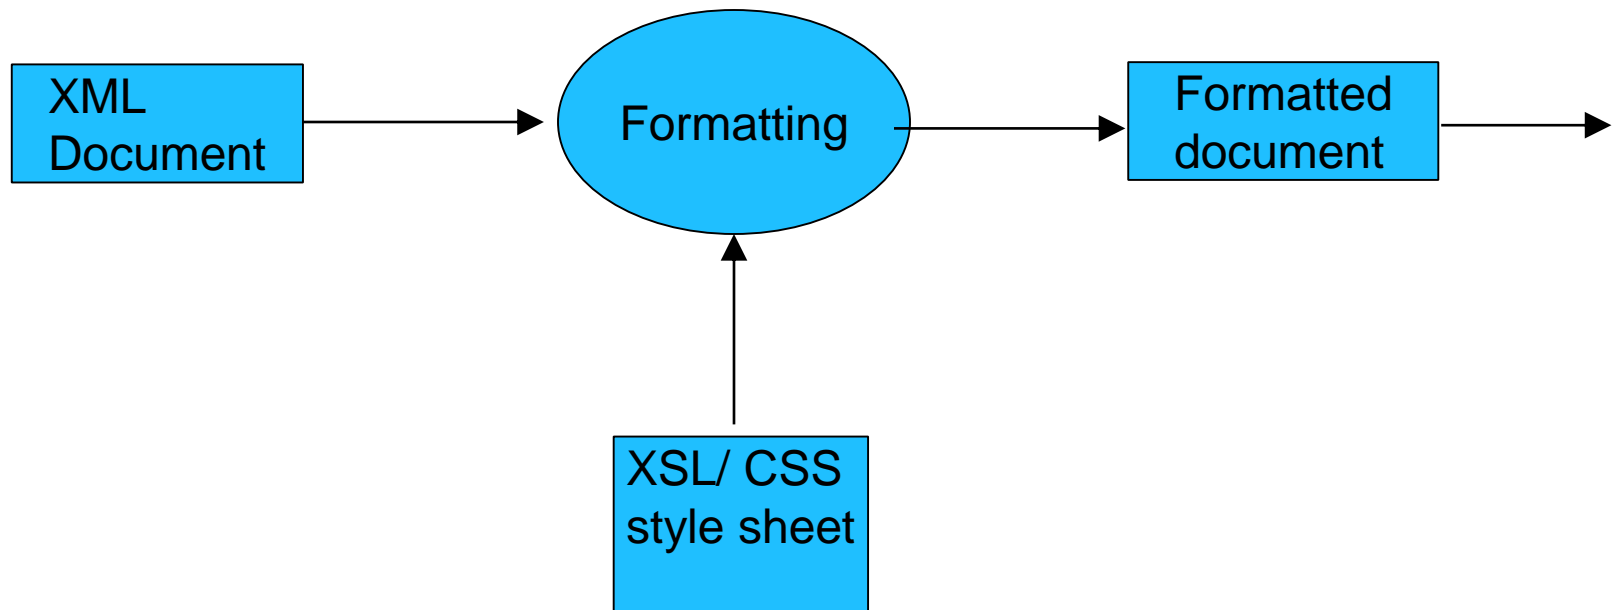 XML
Document
Formatting
Formatted
document
XSL/ CSS
style sheet